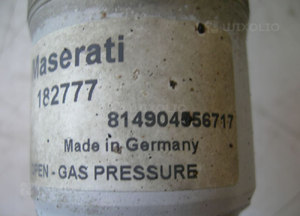 Maserati
182777
814904556717
Made in Germany
OPEN - GAS PRESSURE